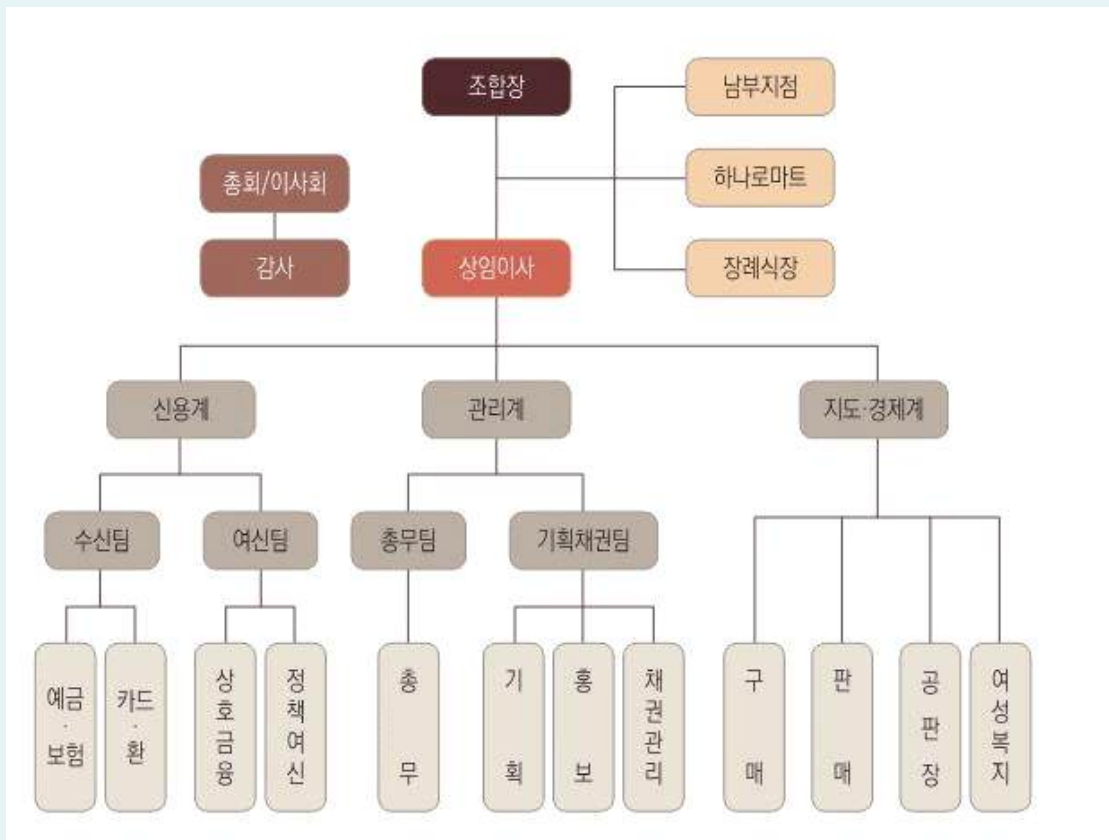 조합장
남부지점
하나로마트
장례식장
총회/이사회
감사
상임이사
신용계
관리계
지도·경제계
수신팀
여신팀
총무팀
기획채권팀
예금·보험
카드·환
상호금융
정책여신
총무
기획
홍보
채권관리
구매
판매
공판장
여성복지